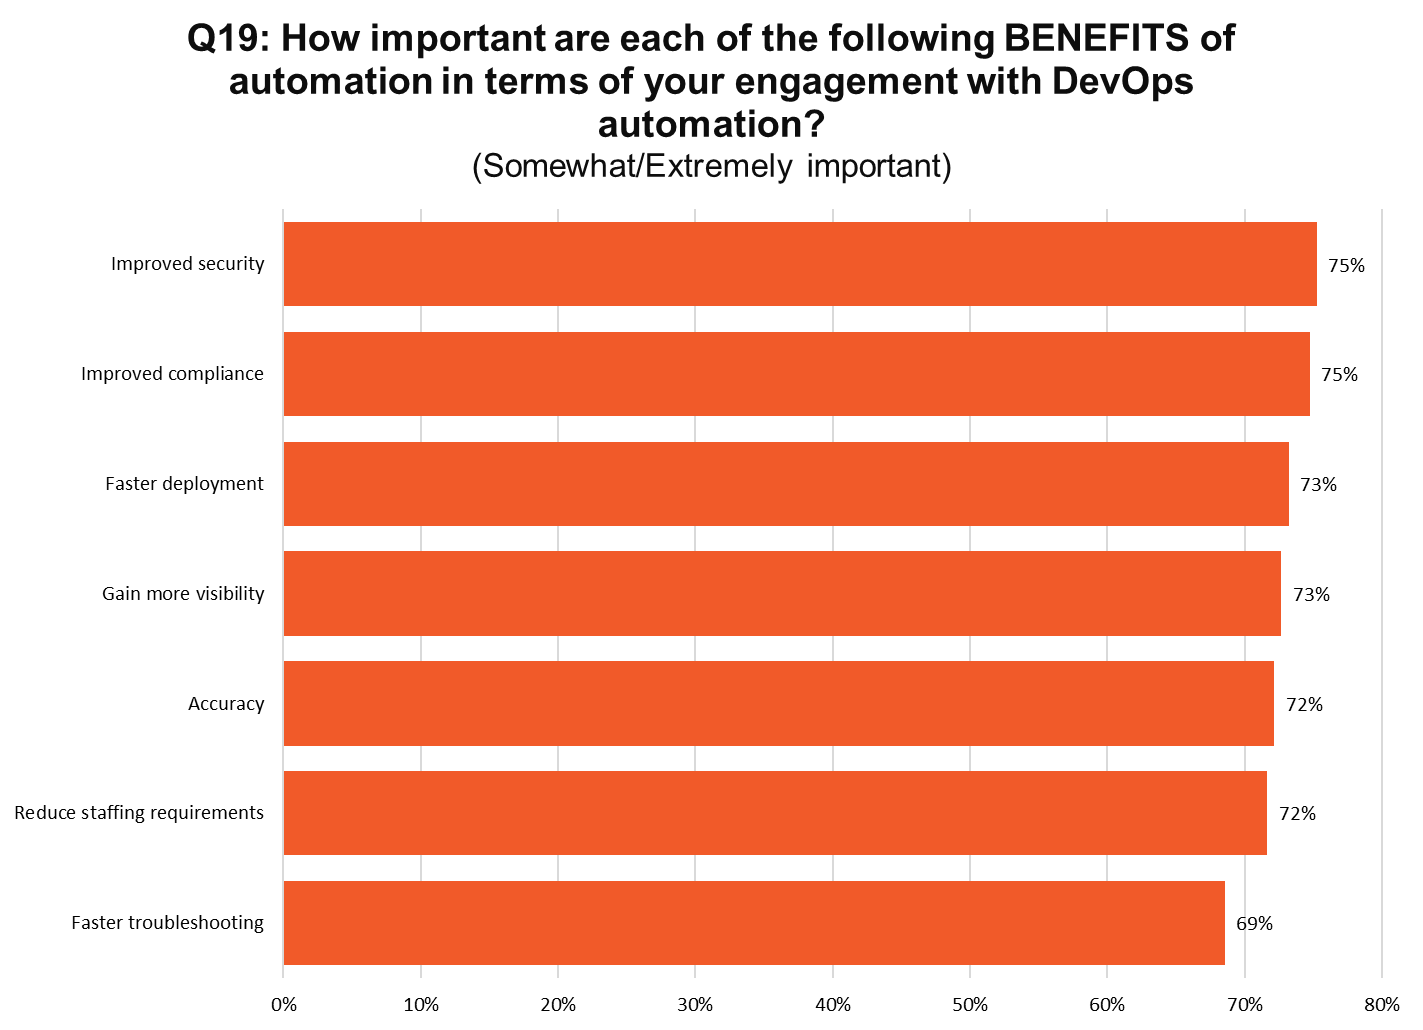 Q19: How important are each of the following BENEFITS of
automation in terms of your engagement with DevOps
automation?
(Somewhat/Extremely important)
Improved security 75%
Improved compliance 75%
Faster deployment 73%
Gain more visibility 73%
Accuracy 72%
Reduce staffing requirements 72%
Faster troubleshooting 69%
0% 10% 20% 30% 40% 50% 60% 70% 80%